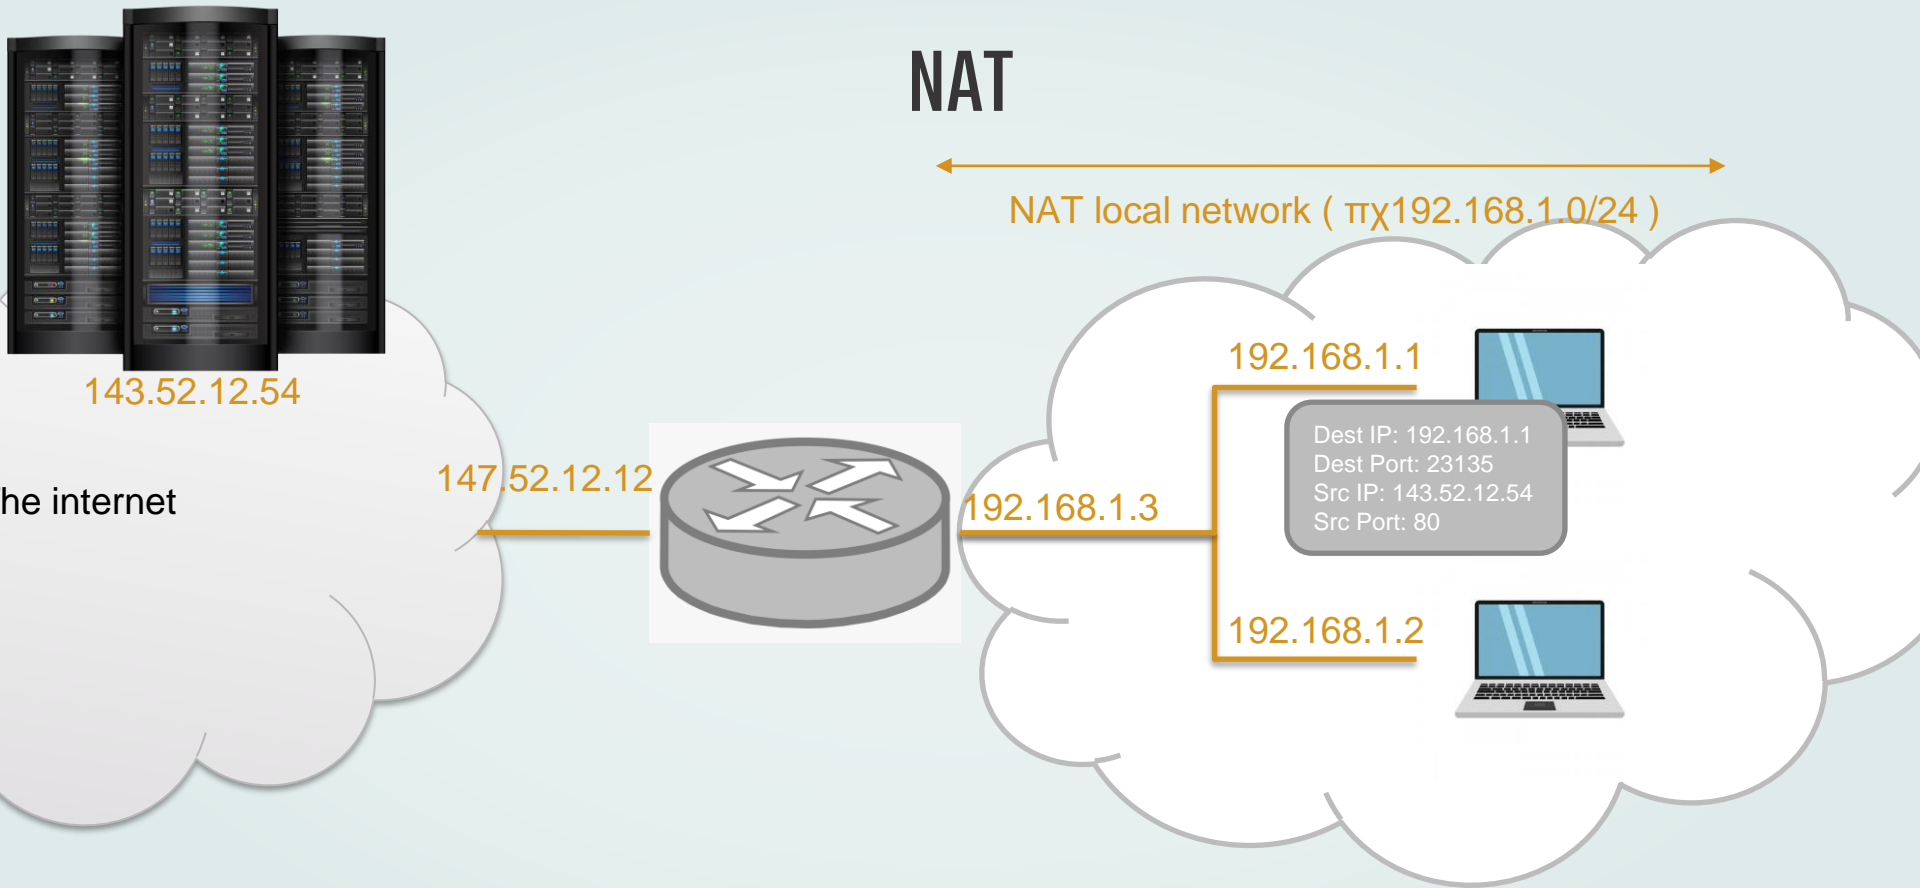 NAT
NAT local network ( πχ192.168.1.0/24 )
143.52.12.54
The internet
147.52.12.12
192.168.1.3
192.168.1.1
Dest IP: 192.168.1.1
Dest Port: 23135
Src IP: 143.52.12.54
Src Port: 80
192.168.1.2